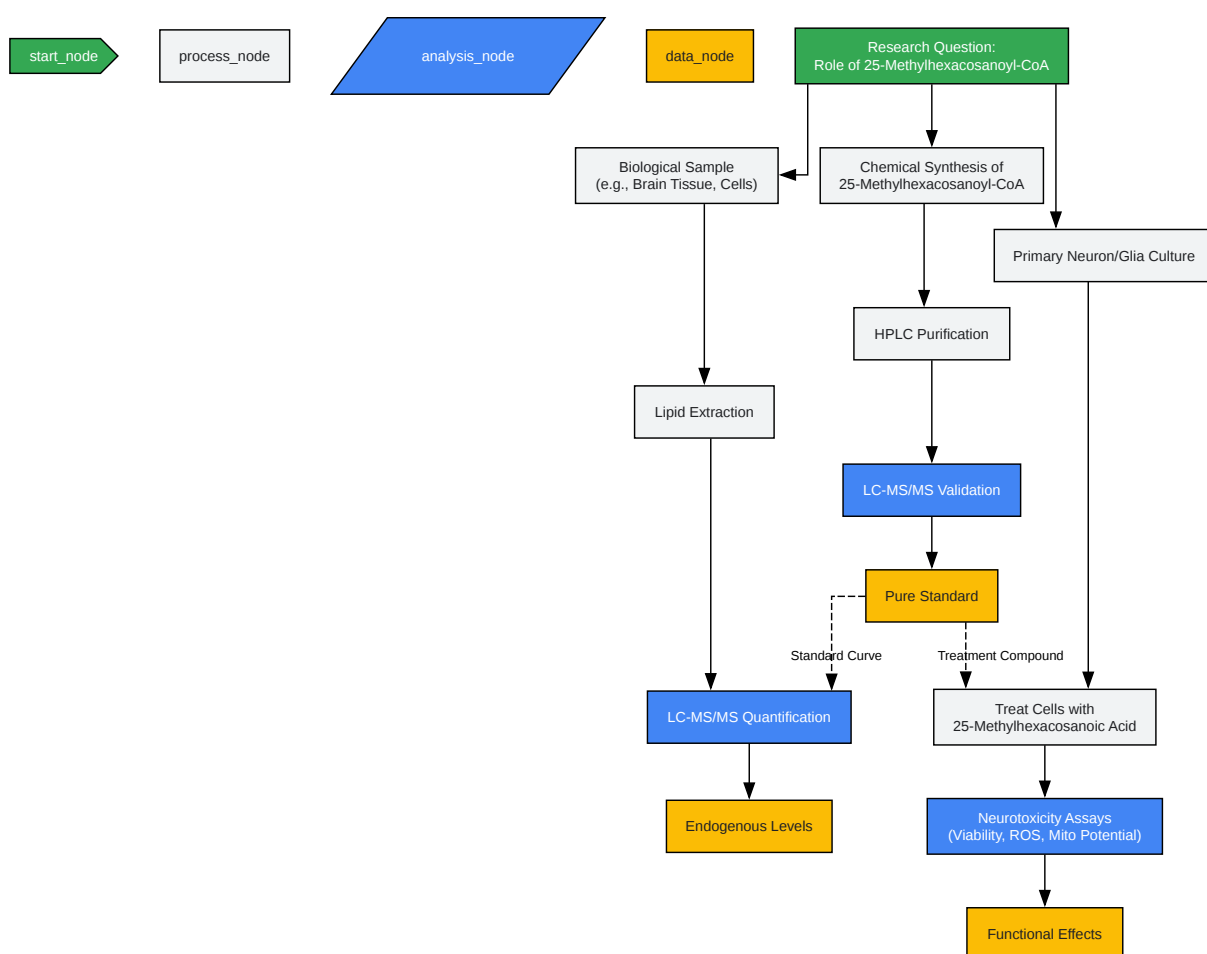 start_node
process_node
analysis_node
data_node
Research Question:
Role of 25-Methylhexacosanoyl-CoA
Biological Sample
(e.g., Brain Tissue, Cells)
Chemical Synthesis of
25-Methylhexacosanoyl-CoA
Primary Neuron/Glia Culture
HPLC Purification
Lipid Extraction
LC-MS/MS Validation
Pure Standard
Standard Curve
Treatment Compound
LC-MS/MS Quantification
Treat Cells with
25-Methylhexacosanoic Acid
Endogenous Levels
Neurotoxicity Assays
(Viability, ROS, Mito Potential)
Functional Effects